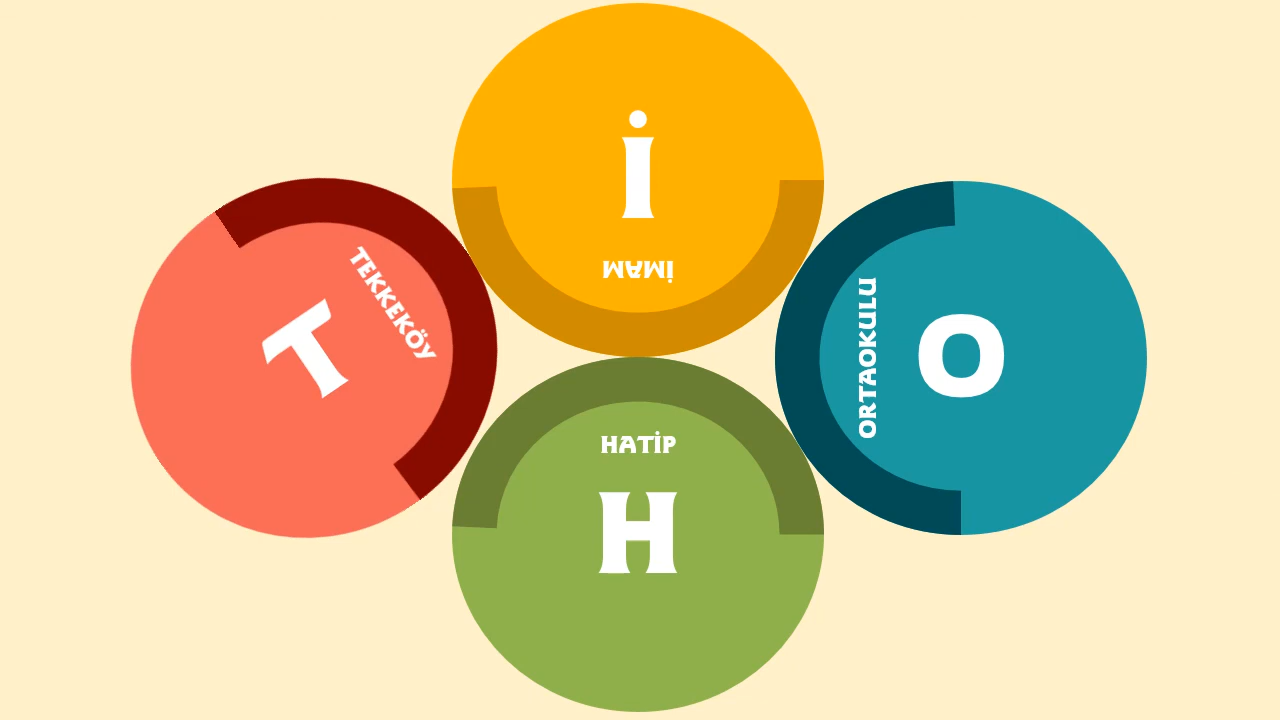 T
TEKKEKÖY
İ
İMAM
H
HATİP
O
ORTAOKULU